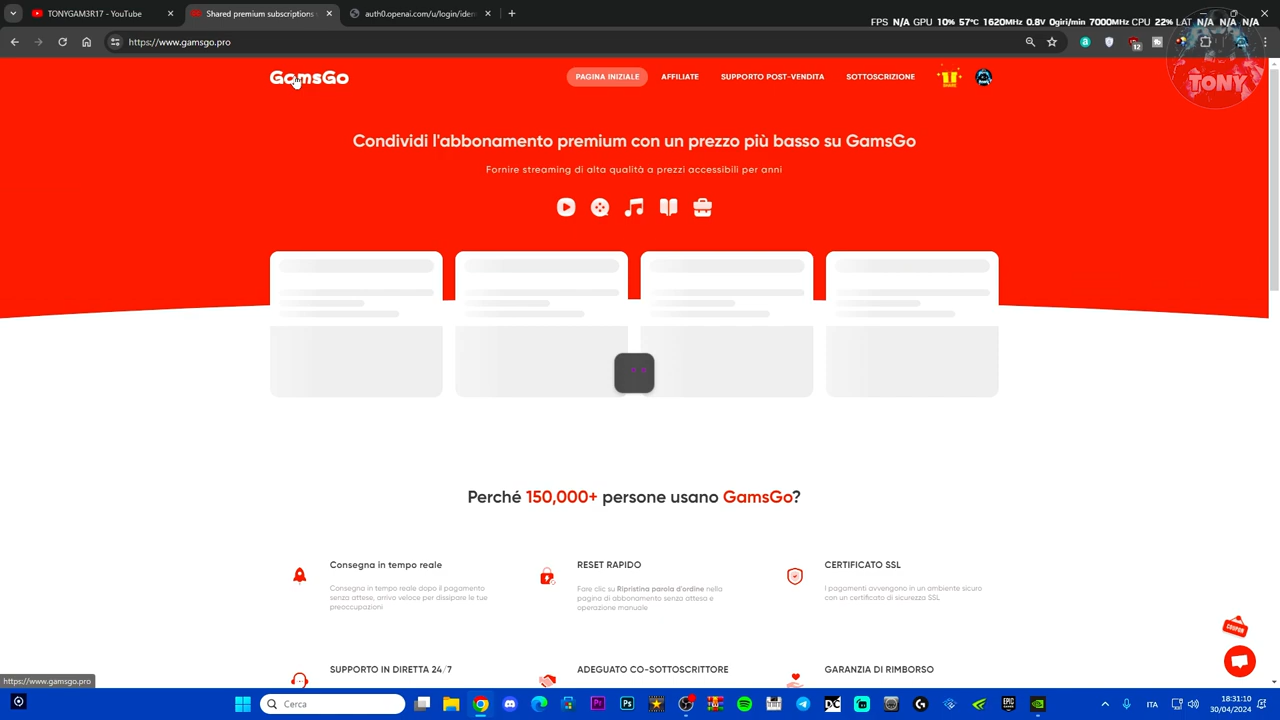 TONYGAM3R17 - YouTube
Shared premium subscriptions
auth0.openai.com/u/login/iden
FPS N/A GPU 10% 57°C 1620MHz 0.8V 0giri/min 7000MHz CPU 22% LAT N/A N/A N/A
https://www.gamsgo.pro
12
TONY
GamsGo
PAGINA INIZIALE
AFFILIATE
SUPPORTO POST-VENDITA
SOTTOSCRIZIONE
Condividi l'abbonamento premium con un prezzo più basso su GamsGo
Fornire streaming di alta qualità a prezzi accessibili per anni
Perché 150,000+ persone usano GamsGo?
Consegna in tempo reale
Consegna in tempo reale dopo il pagamento
senza attese, arrivo veloce per dissipare le tue
preoccupazioni
RESET RAPIDO
Fare clic su Ripristina parola d'ordine nella
pagina di abbonamento senza atteso e
operazione manuale
CERTIFICATO SSL
I pagamenti avvengono in un ambiente sicuro
con un certificato di sicurezza SSL
COUPON
SUPPORTO IN DIRETTA 24/7
ADEGUATO CO-SOTTOSCRITTORE
GARANZIA DI RIMBORSO
https://www.gamsgo.pro
Cerca
ITA
18:31:10
30/04/2024